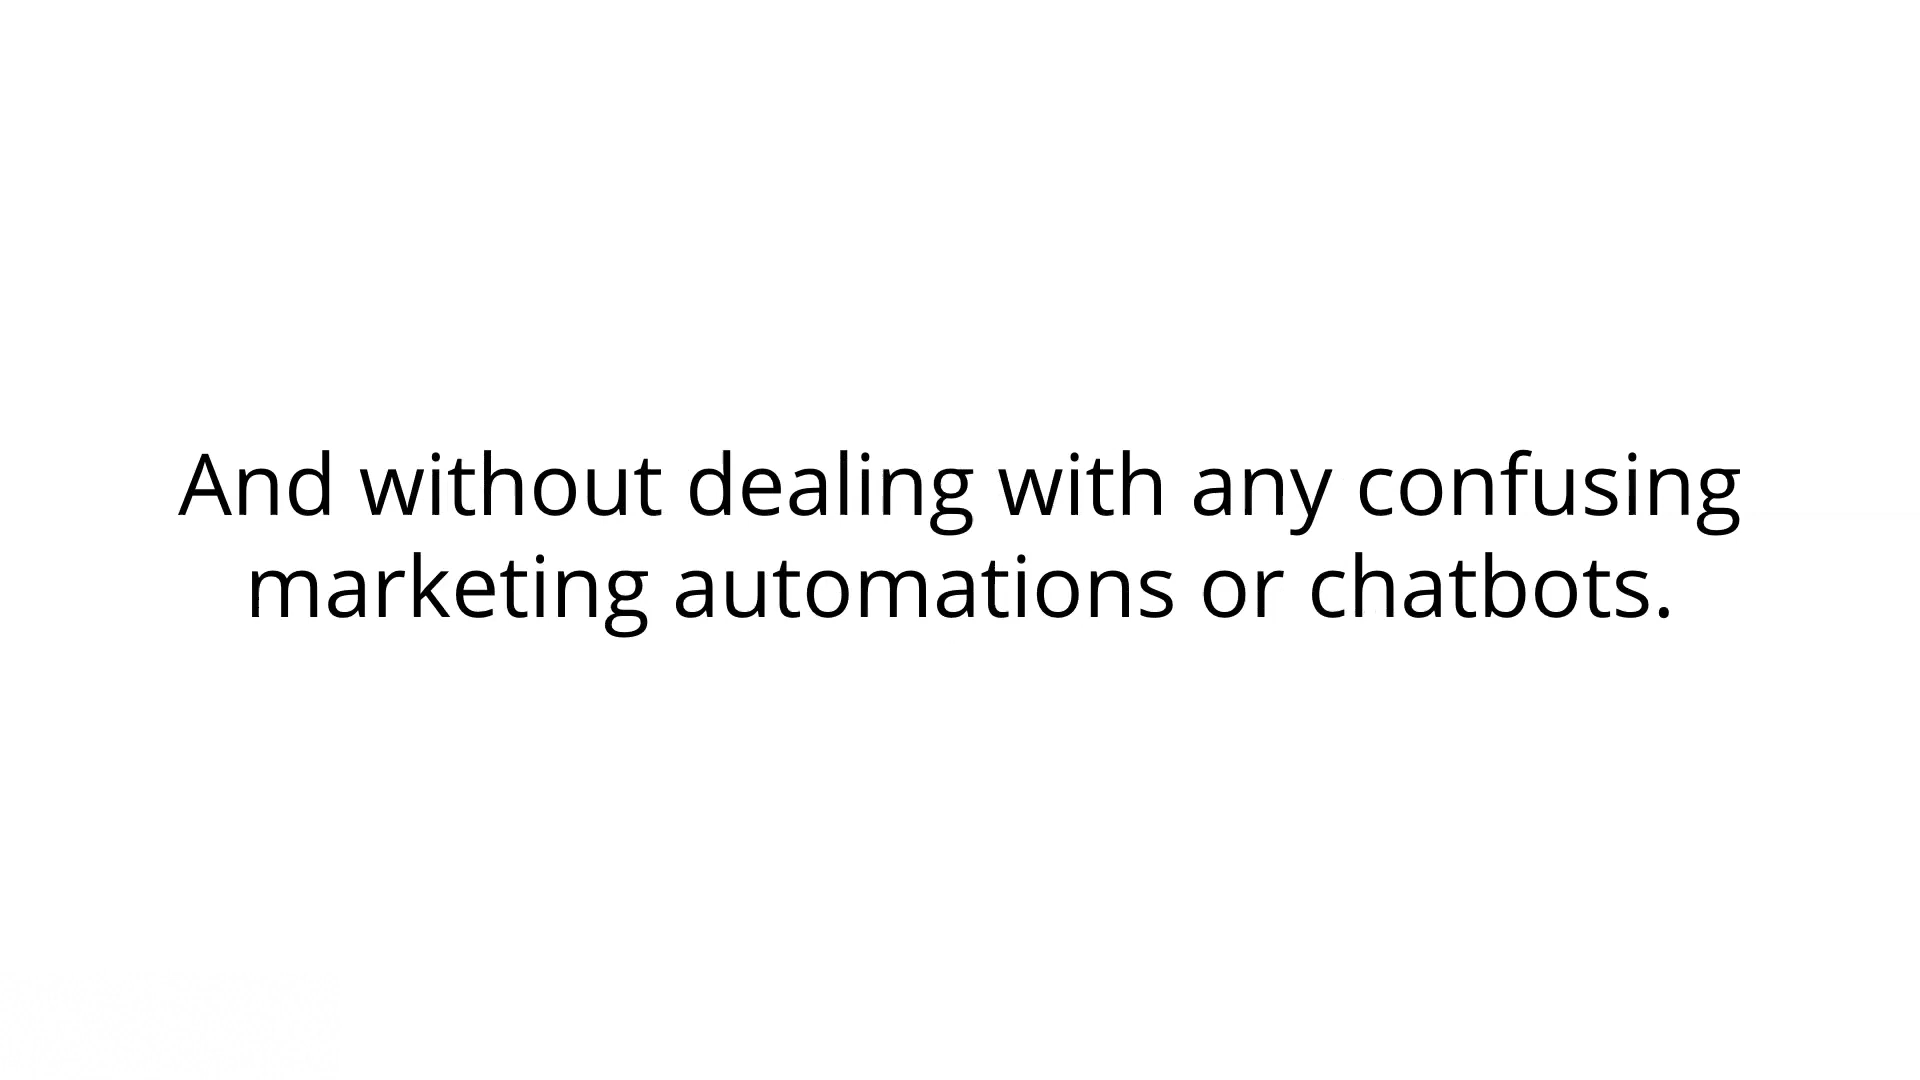 And without dealing with any confusing
marketing automations or chatbots.